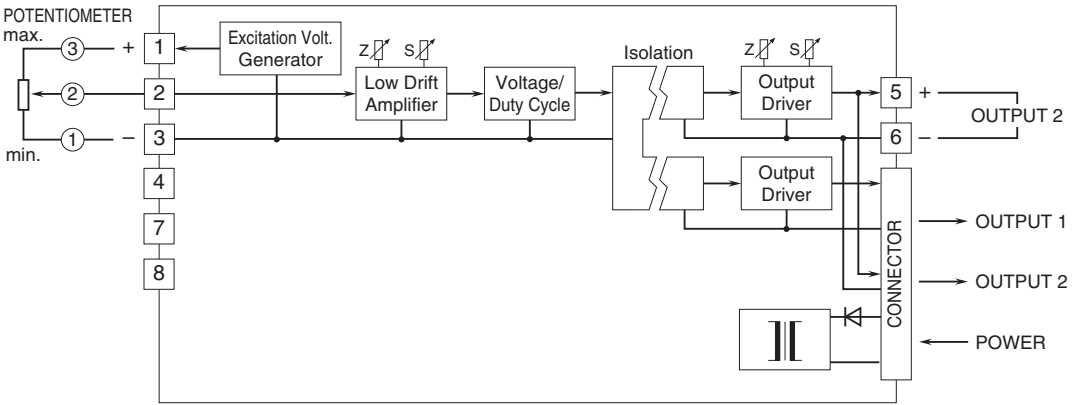 POTENTIOMETER
max.
3
+
1
2
2
1
–
3
min.
4
7
8
Excitation Volt.
Generator
Z
S
Low Drift
Amplifier
Voltage/
Duty Cycle
Isolation
Z
S
Output
Driver
5
+
6
–
OUTPUT 2
Output
Driver
CONNECTOR
OUTPUT 1
OUTPUT 2
POWER